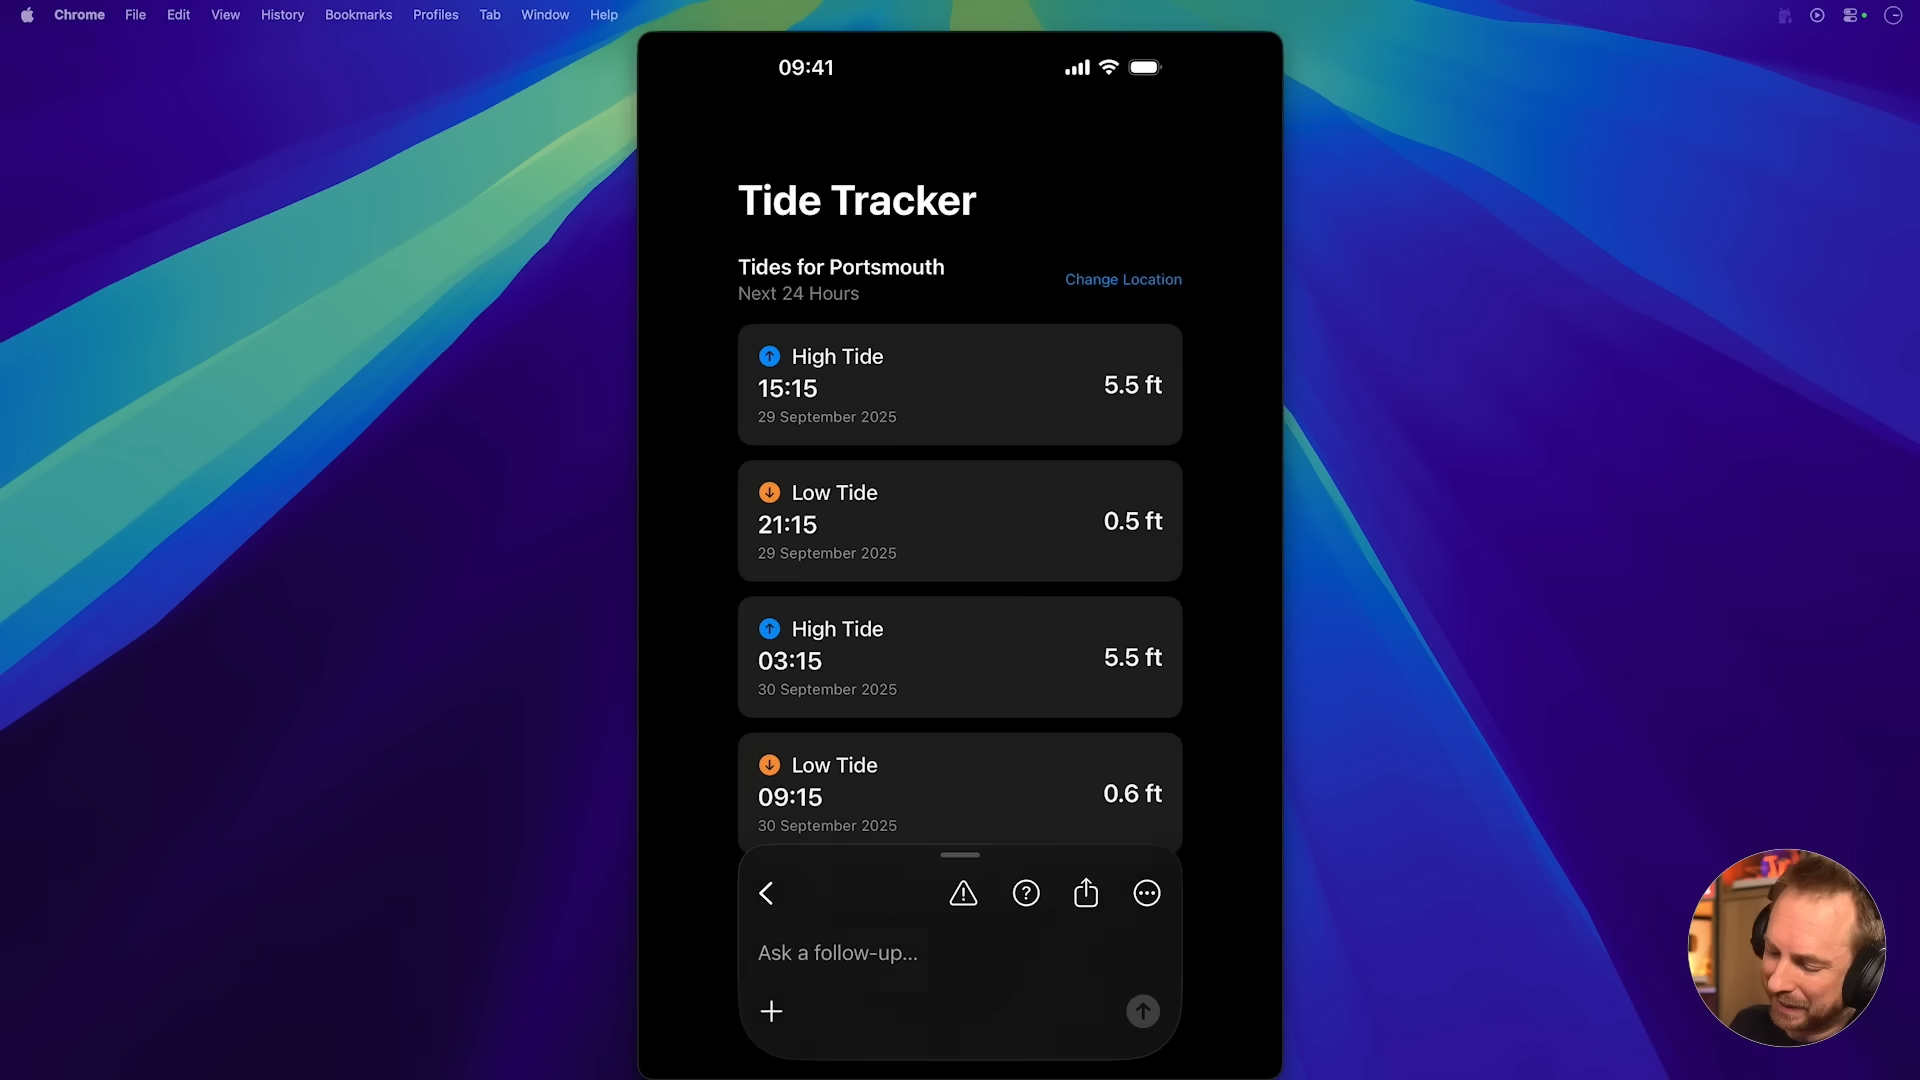 Chrome File Edit View History Bookmarks Profiles Tab Window Help
09:41
Tide Tracker
Tides for Portsmouth
Next 24 Hours
Change Location
High Tide
15:15
29 September 2025
5.5 ft
Low Tide
21:15
29 September 2025
0.5 ft
High Tide
03:15
30 September 2025
5.5 ft
Low Tide
09:15
30 September 2025
0.6 ft
Ask a follow-up...